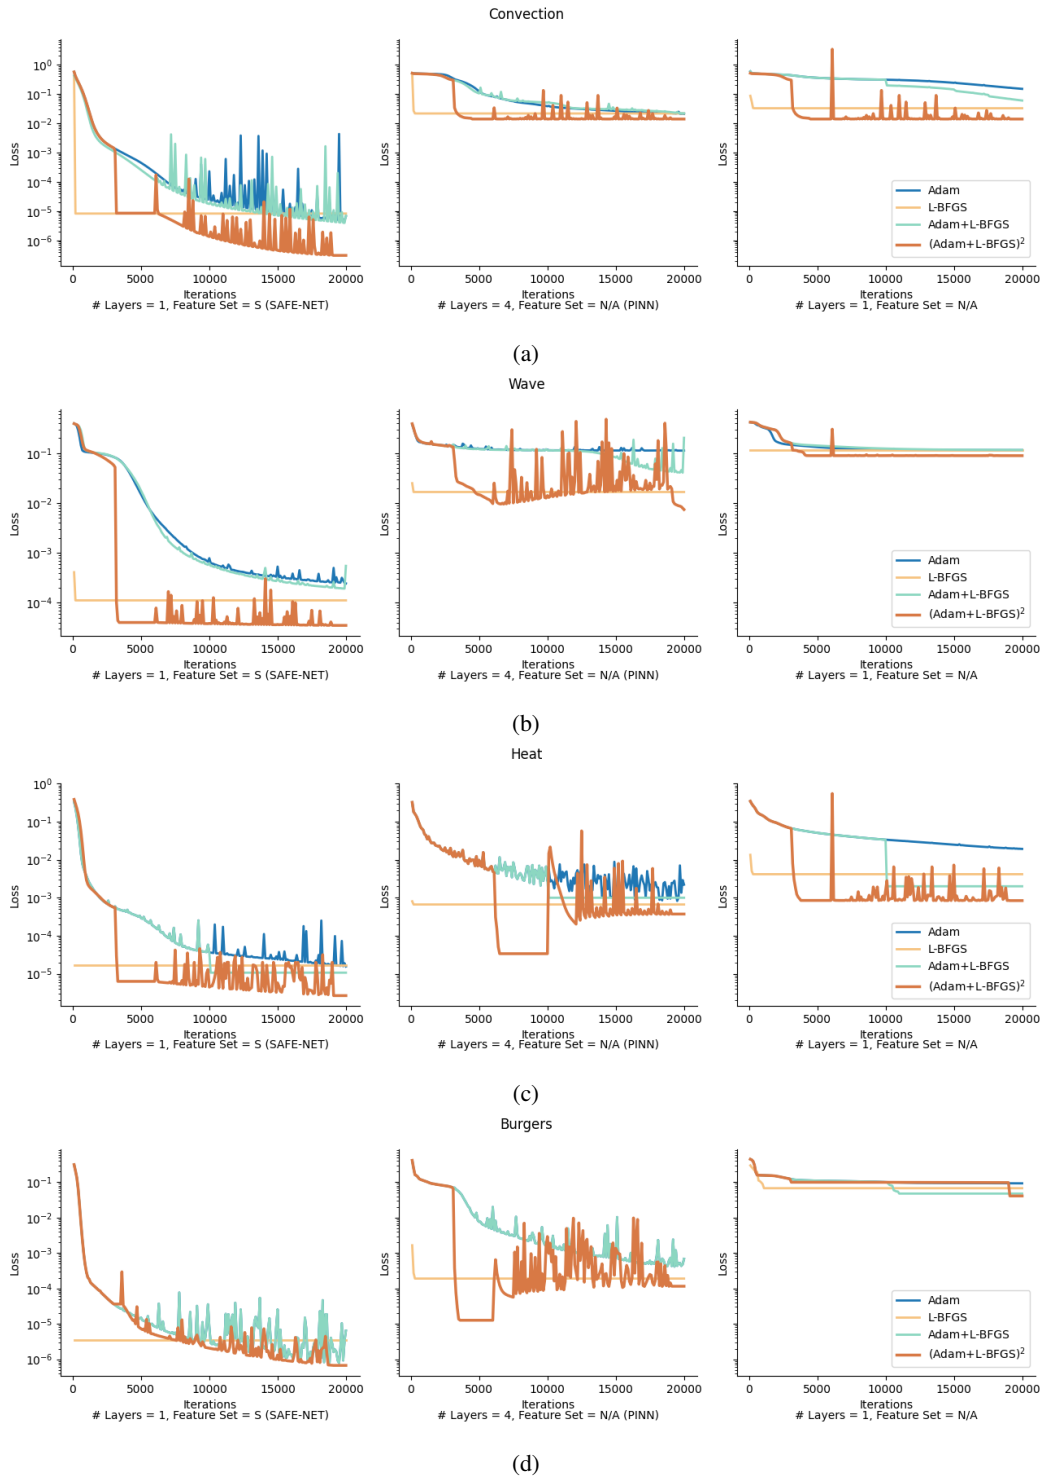 Convection
10^0
10^-1
10^-2
10^-3
10^-4
10^-5
10^-6
Loss
Loss
Loss
Adam
L-BFGS
Adam+L-BFGS
(Adam+L-BFGS)^2
0 5000 10000 15000 20000
0 5000 10000 15000 20000
0 5000 10000 15000 20000
Iterations
Iterations
Iterations
# Layers = 1, Feature Set = S (SAFE-NET)
# Layers = 4, Feature Set = N/A (PINN)
# Layers = 1, Feature Set = N/A
(a)
Wave
10^-1
10^-2
10^-3
10^-4
Loss
Loss
Loss
Adam
L-BFGS
Adam+L-BFGS
(Adam+L-BFGS)^2
0 5000 10000 15000 20000
0 5000 10000 15000 20000
0 5000 10000 15000 20000
Iterations
Iterations
Iterations
# Layers = 1, Feature Set = S (SAFE-NET)
# Layers = 4, Feature Set = N/A (PINN)
# Layers = 1, Feature Set = N/A
(b)
Heat
10^0
10^-1
10^-2
10^-3
10^-4
10^-5
Loss
Loss
Loss
Adam
L-BFGS
Adam+L-BFGS
(Adam+L-BFGS)^2
0 5000 10000 15000 20000
0 5000 10000 15000 20000
0 5000 10000 15000 20000
Iterations
Iterations
Iterations
# Layers = 1, Feature Set = S (SAFE-NET)
# Layers = 4, Feature Set = N/A (PINN)
# Layers = 1, Feature Set = N/A
(c)
Burgers
10^-1
10^-2
10^-3
10^-4
10^-5
10^-6
Loss
Loss
Loss
Adam
L-BFGS
Adam+L-BFGS
(Adam+L-BFGS)^2
0 5000 10000 15000 20000
0 5000 10000 15000 20000
0 5000 10000 15000 20000
Iterations
Iterations
Iterations
# Layers = 1, Feature Set = S (SAFE-NET)
# Layers = 4, Feature Set = N/A (PINN)
# Layers = 1, Feature Set = N/A
(d)